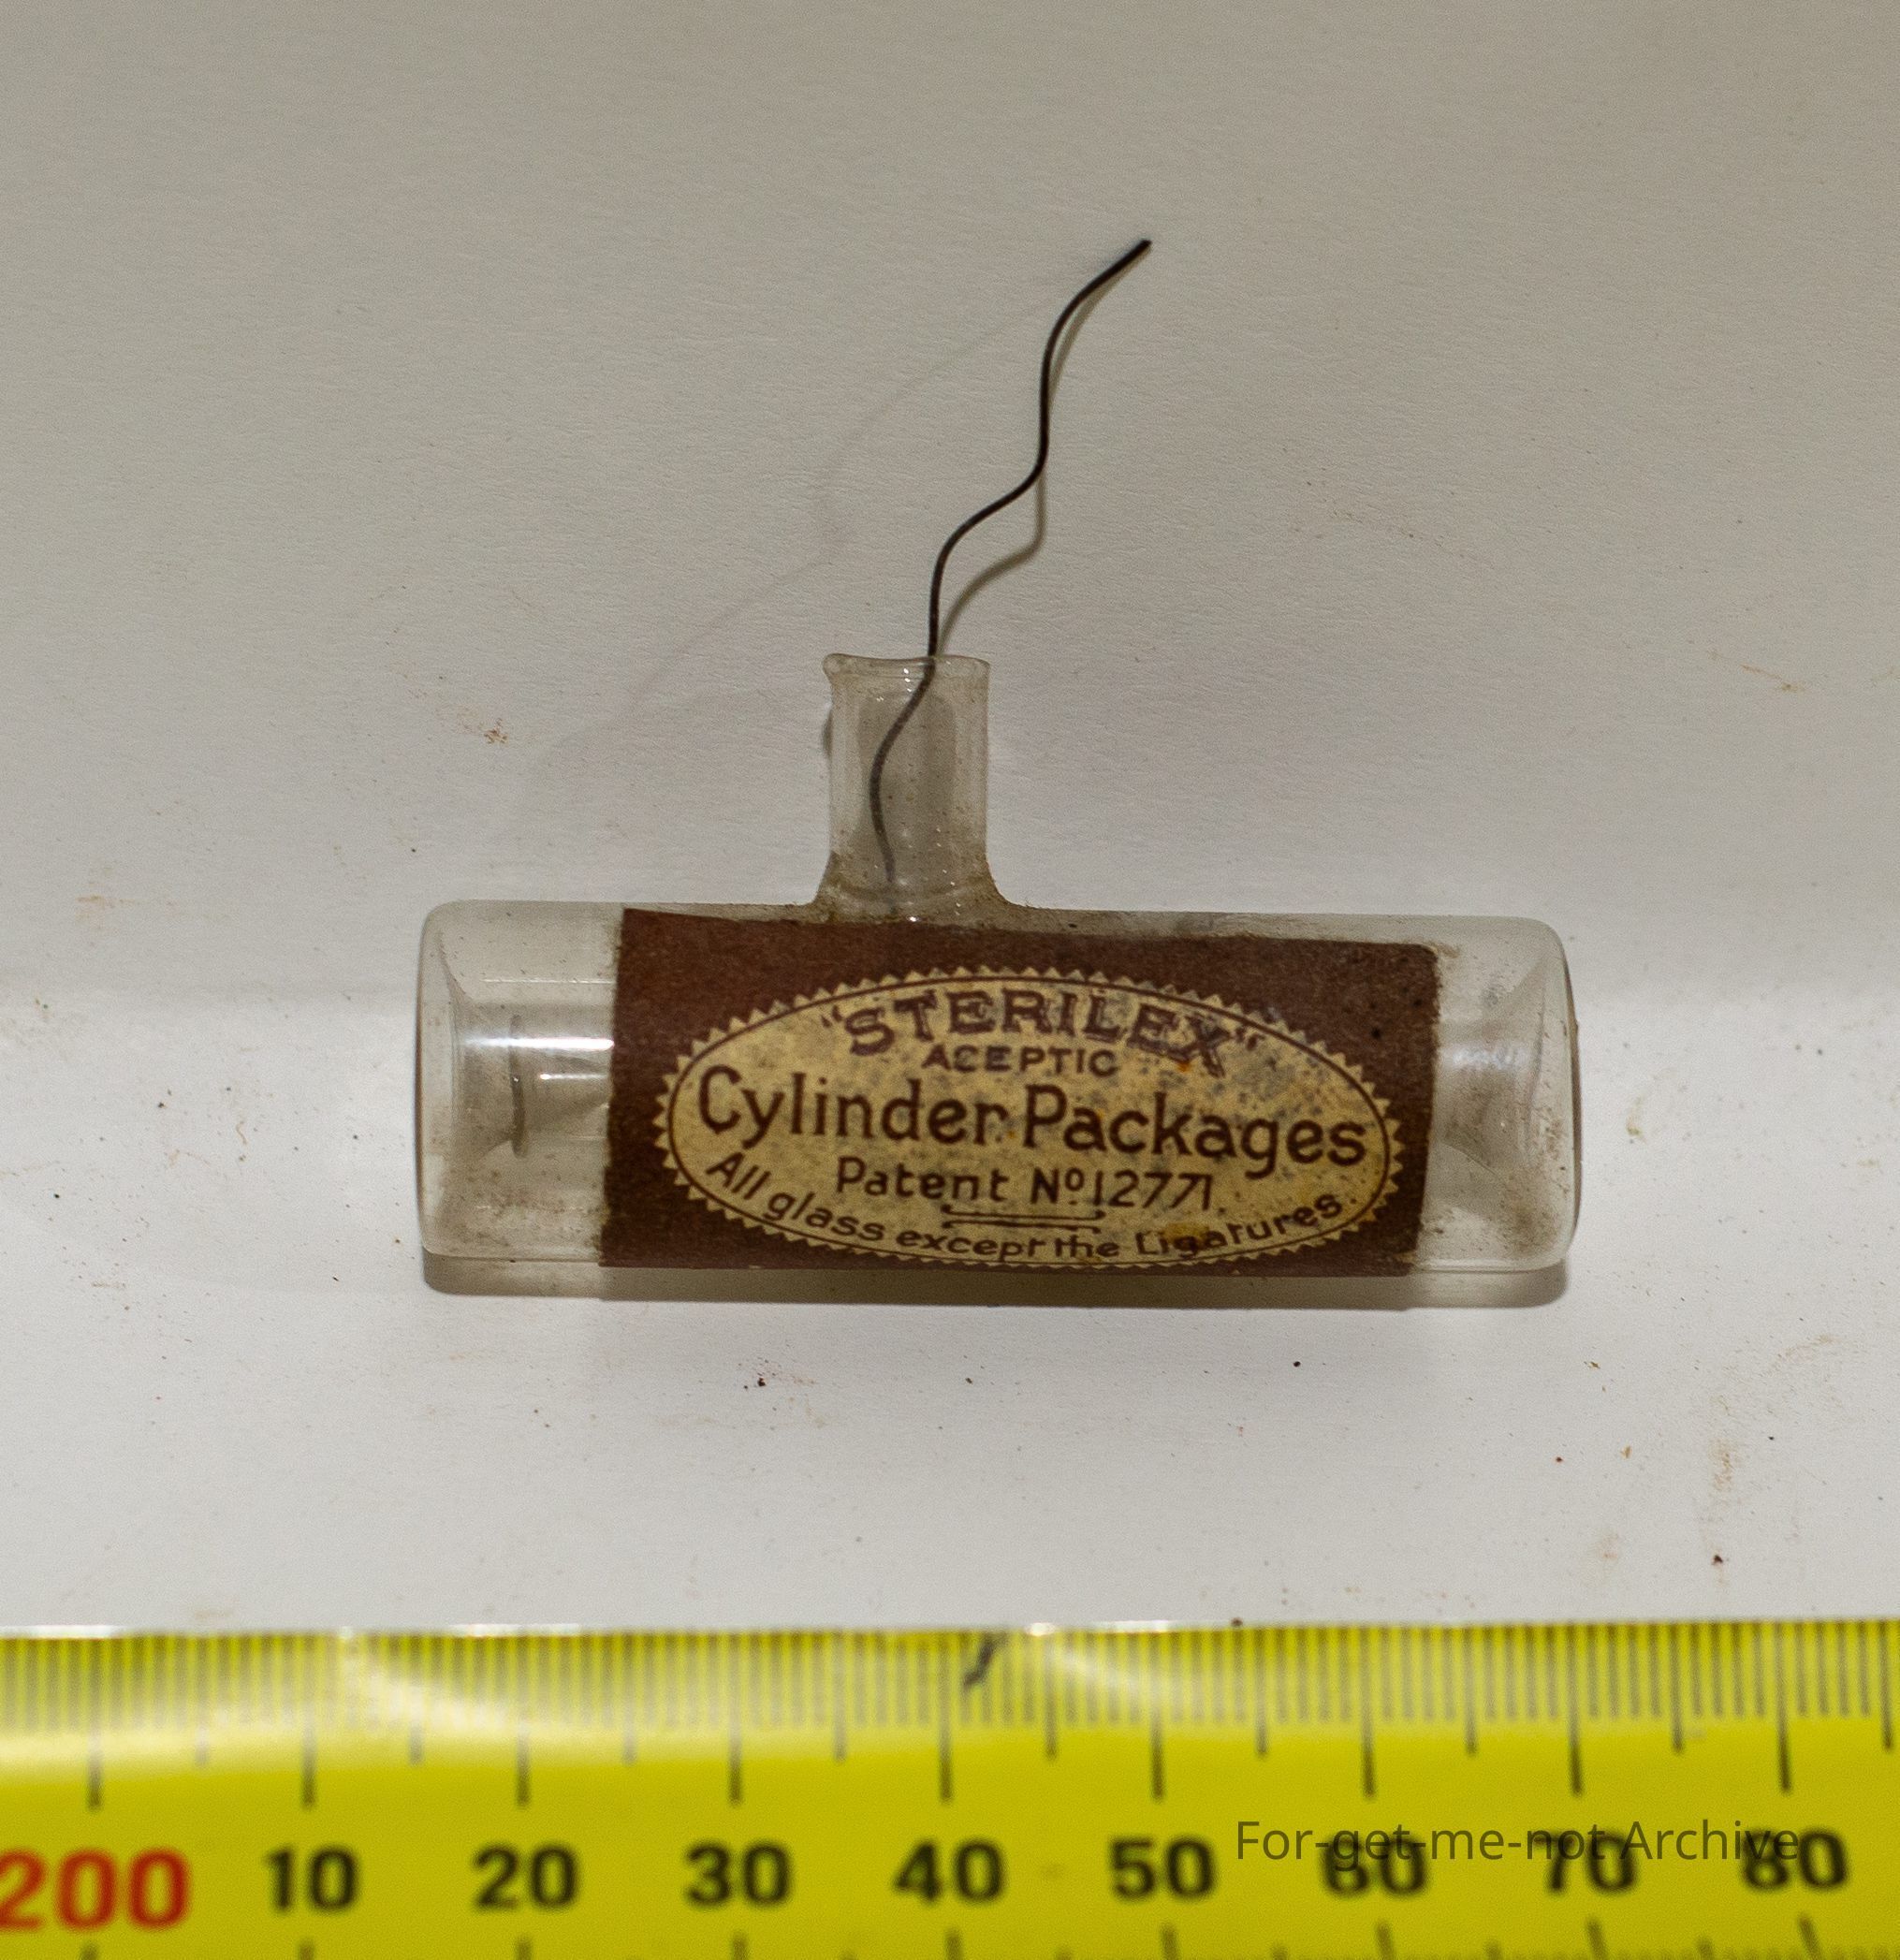 "STERILEX"
ACEPTIC
Cylinder Packages
Patent Nº 12771.
All glass except the Ligatures.
200 10 20 30 40 50 60 70 80
For-get-me-not Archive